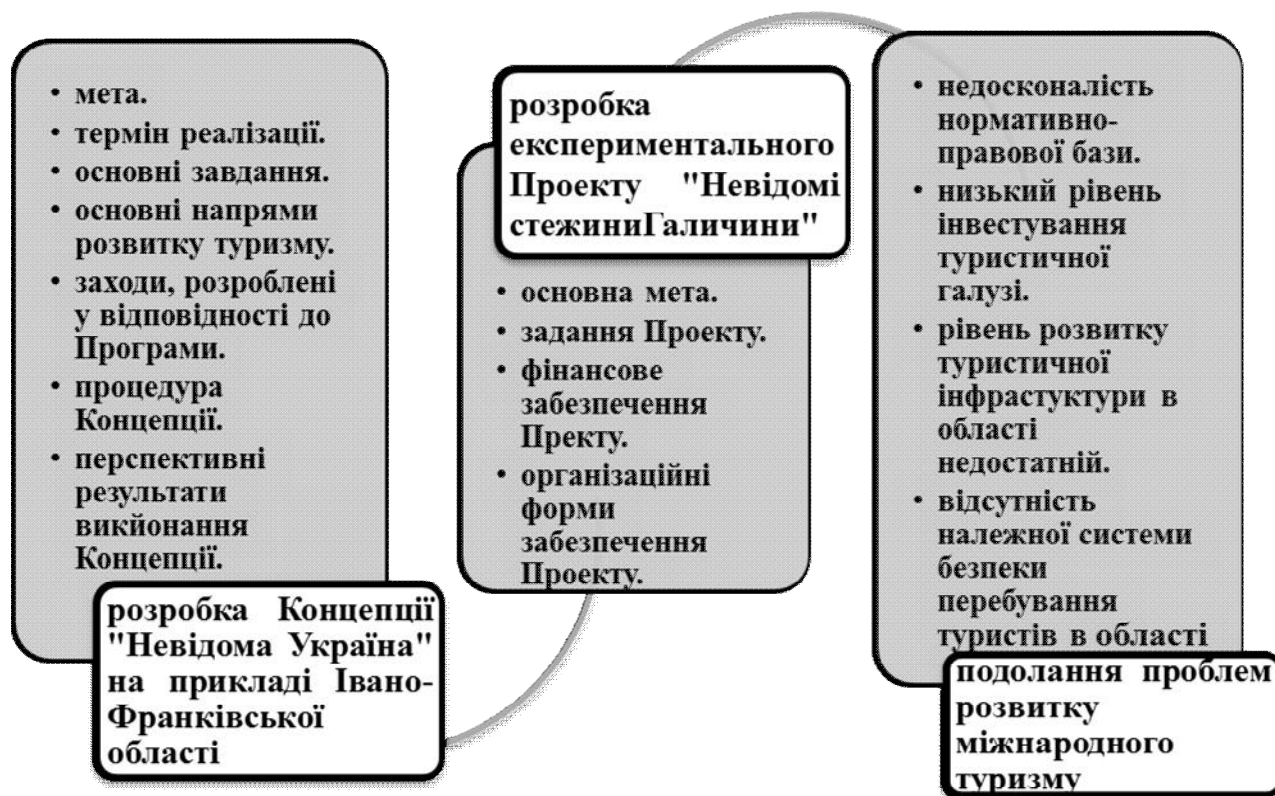 • мета.
• термін реалізації.
• основні завдання.
• основні напрями
розвитку туризму.
• заходи, розроблені
у відповідності до
Програми.
• процедура
Концепції.
• перспективні
результати
викйонання
Концепції.
розробка Концепції
"Невідома Україна"
на прикладі Івано-
Франківської
області
розробка
експериментального
Проекту "Невідомі
стежиниГаличини"
• основна мета.
• задання Проекту.
• фінансове
забезпечення
Пректу.
• організаційні
форми
забезпечення
Проекту.
• недосконалість
нормативно-
правової бази.
• низький рівень
інвестування
туристичної
галузі.
• рівень розвитку
туристичної
інфрастуктури в
області
недостатній.
• відсутність
належної системи
безпеки
перебування
туристів в області
подолання проблем
розвитку
міжнародного
туризму